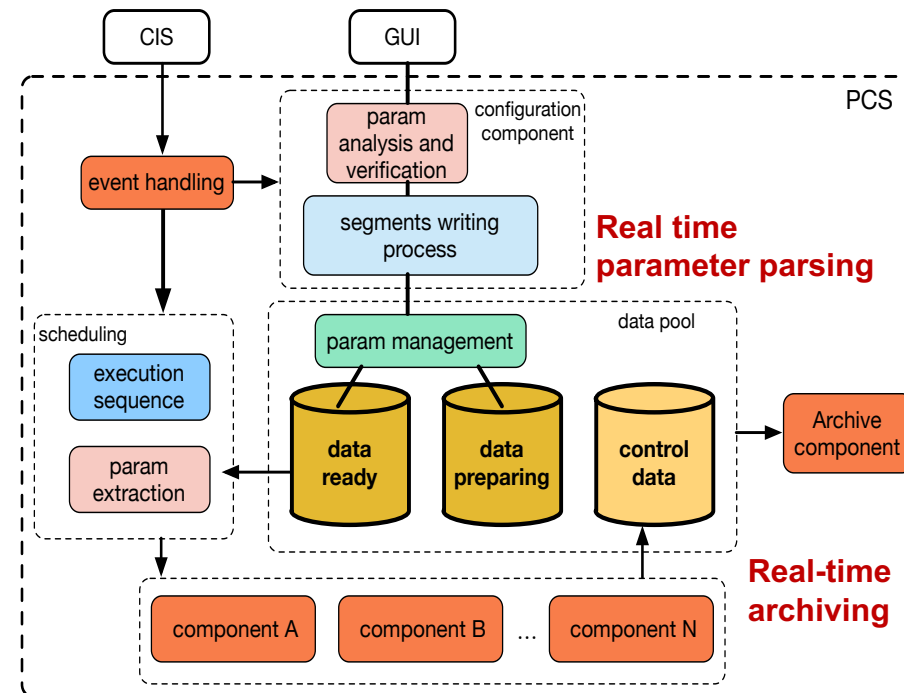 CIS
GUI
PCS
configuration
component
param
analysis and
verification
event handling
segments writing
process
Real time
parameter parsing
scheduling
data pool
param management
execution
sequence
data
ready
data
preparing
control
data
Archive
component
param
extraction
Real-time
archiving
component A
component B
...
component N